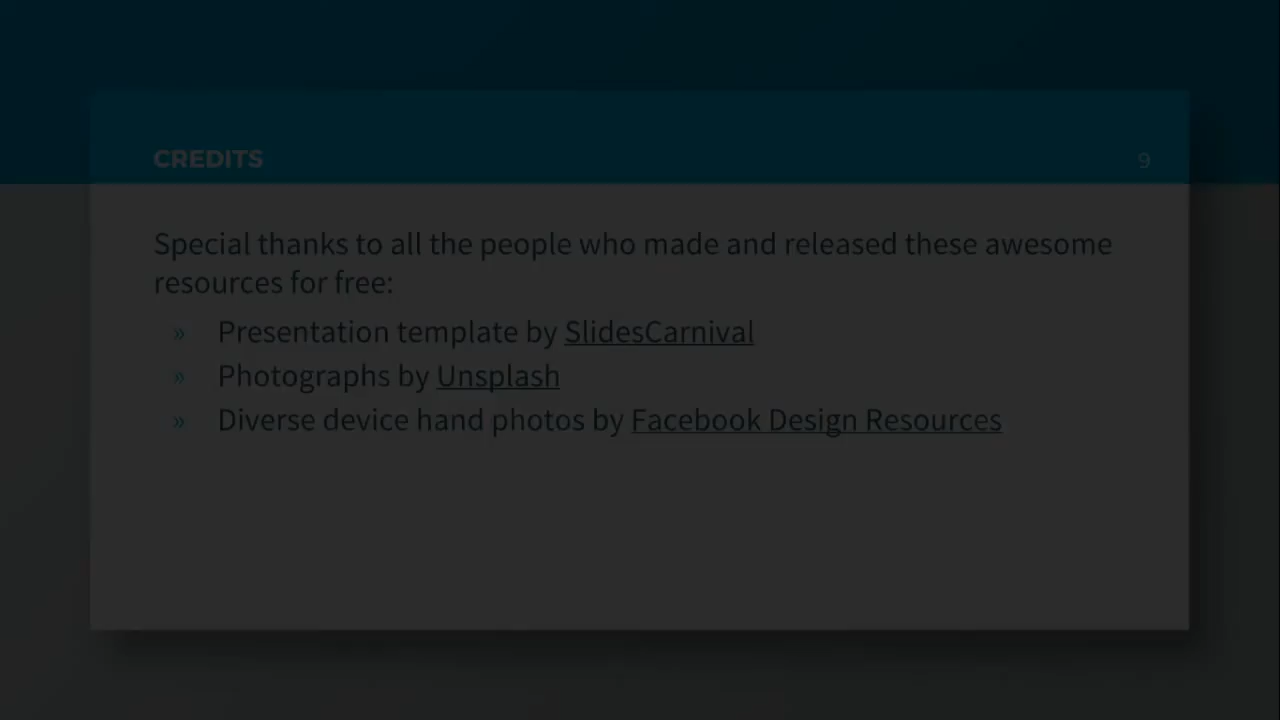 CREDITS
9
Special thanks to all the people who made and released these awesome
resources for free:
» Presentation template by SlidesCarnival
» Photographs by Unsplash
» Diverse device hand photos by Facebook Design Resources